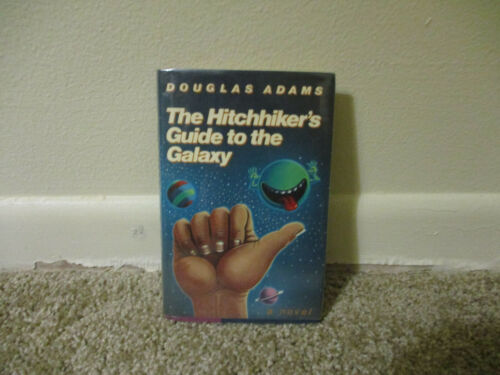 DOUGLAS ADAMS
The Hitchhiker's
Guide to the
Galaxy
a novel